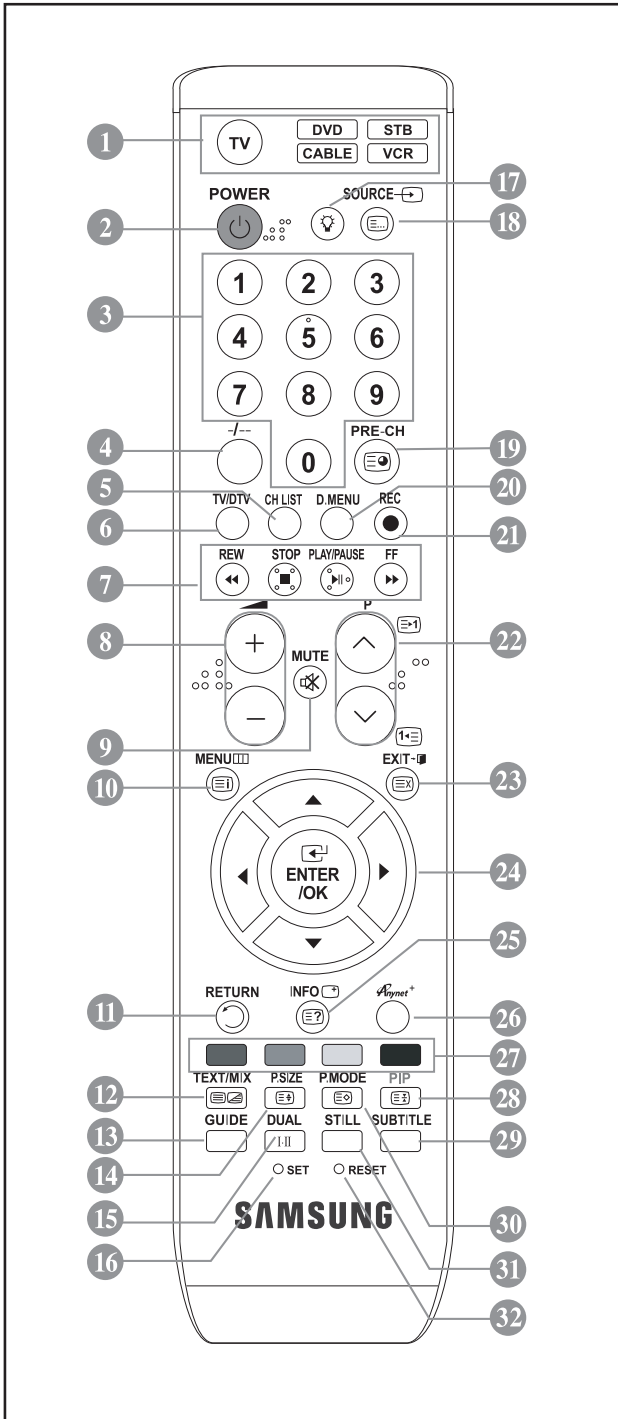 1 TV DVD STB
CABLE VCR
POWER SOURCE 17
2 18
1 2 3
3 4 5 6
7 8 9
4 -/-- 0 PRE-CH 19
5 20
6 TV/DTV CH LIST D.MENU REC 21
7 REW STOP PLAY/PAUSE FF
8 + P 1 22
MUTE
− 1
9
MENU EXIT
10 i X 23
ENTER 24
/OK
25
RETURN INFO Anynet+
11 ? 26
27
TEXT/MIX P.SIZE P.MODE PIP
12 28
13 GUIDE DUAL STILL SUBTITLE
I-II 29
14
15 SET RESET 30
16 SAMSUNG 31
32